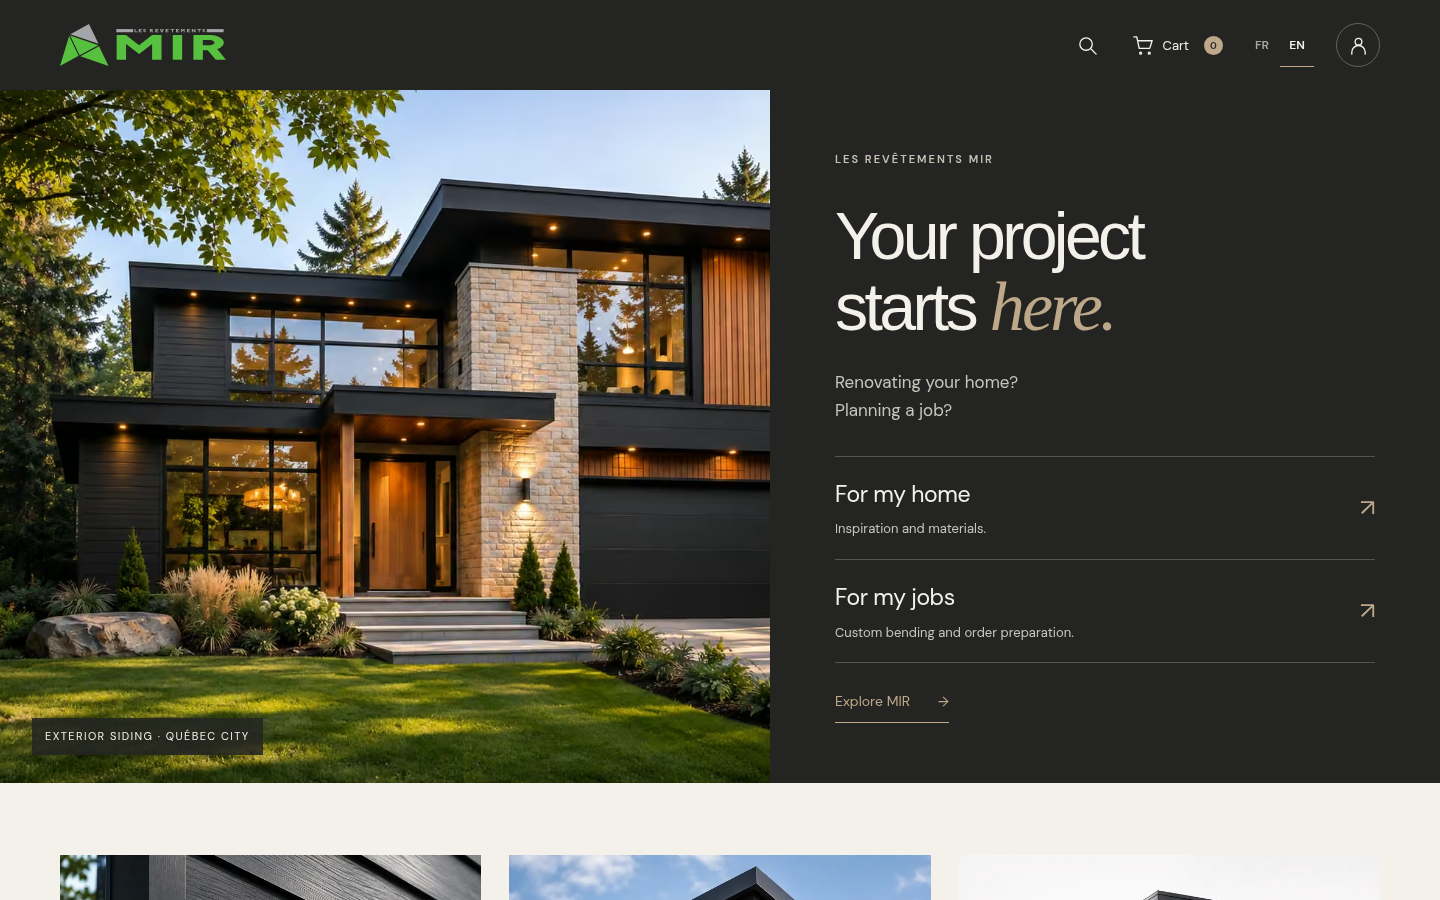 LES REVÊTEMENTS
MIR
Cart 0
FR EN
LES REVÊTEMENTS MIR
Your project
starts here.
Renovating your home?
Planning a job?
For my home
Inspiration and materials.
For my jobs
Custom bending and order preparation.
Explore MIR →
EXTERIOR SIDING · QUÉBEC CITY